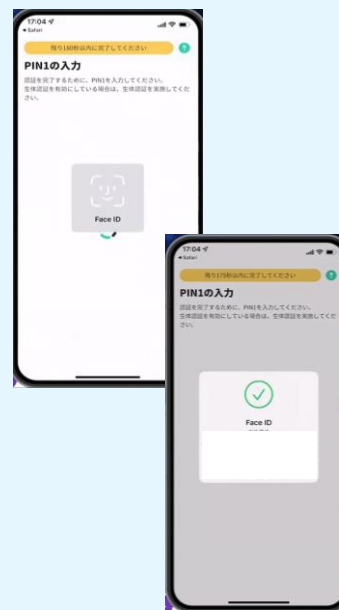 17:04
◀ Safari
残り180秒以内に完了してください
?
PIN1の入力
認証を完了するために、PIN1を入力してください。
生体認証を有効にしている場合は、生体認証を実施してくだ
さい。
Face ID
17:04
◀ Safari
残り175秒以内に完了してください
?
PIN1の入力
認証を完了するために、PIN1を入力してください。
生体認証を有効にしている場合は、生体認証を実施してくだ
さい。
Face ID